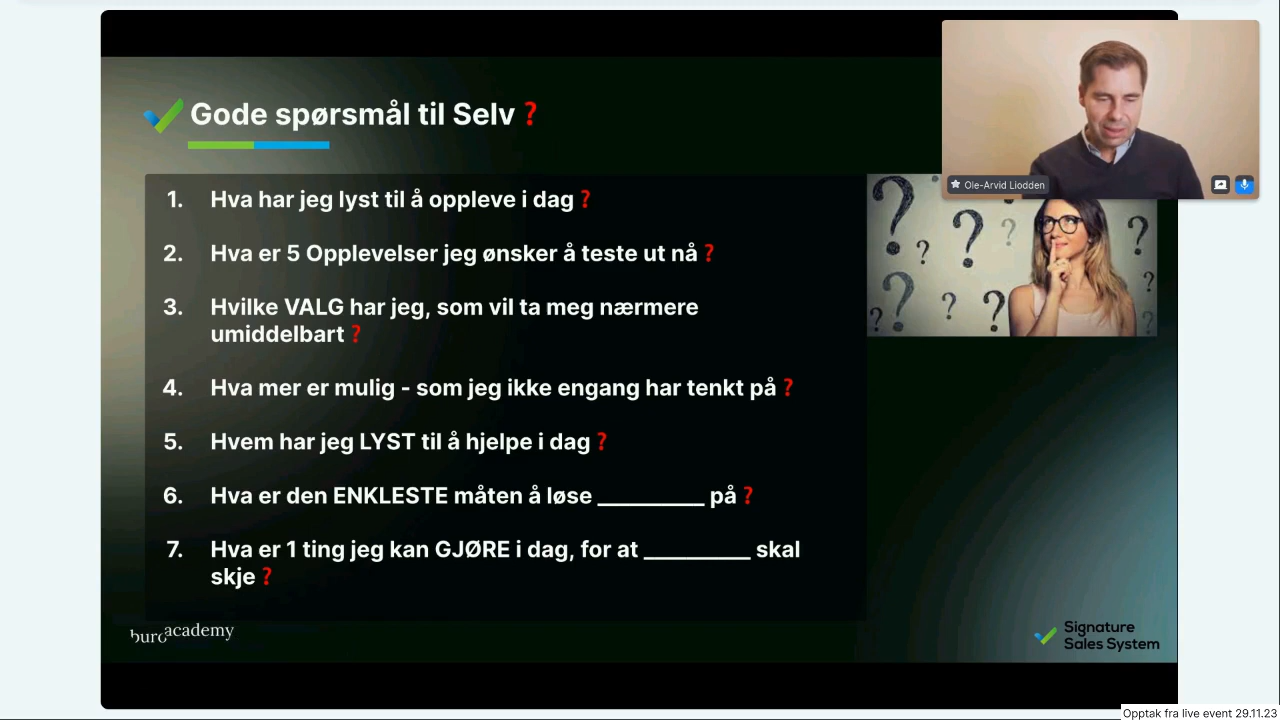 Gode spørsmål til Selv ?
1. Hva har jeg lyst til å oppleve i dag ?
2. Hva er 5 Opplevelser jeg ønsker å teste ut nå ?
3. Hvilke VALG har jeg, som vil ta meg nærmere
umiddelbart ?
4. Hva mer er mulig - som jeg ikke engang har tenkt på ?
5. Hvem har jeg LYST til å hjelpe i dag ?
6. Hva er den ENKLESTE måten å løse __________ på ?
7. Hva er 1 ting jeg kan GJØRE i dag, for at __________ skal
skje ?
Ole-Arvid Liodden
? ? ? ? ? ? ? ? ? ?
buro academy
Signature
Sales System
Opptak fra live event 29.11.23